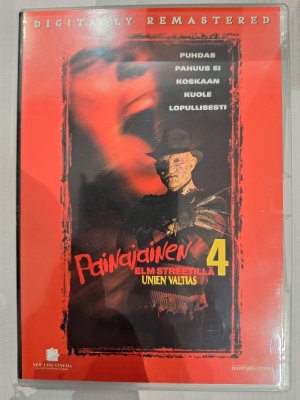 DIGITALLY REMASTERED
PUHDAS
PAHUUS EI
KOSKAAN
KUOLE
LOPULLISESTI
PAINAJAINEN 4
ELM STREETILLÄ
UNIEN VALTIAS
NEW LINE CINEMA